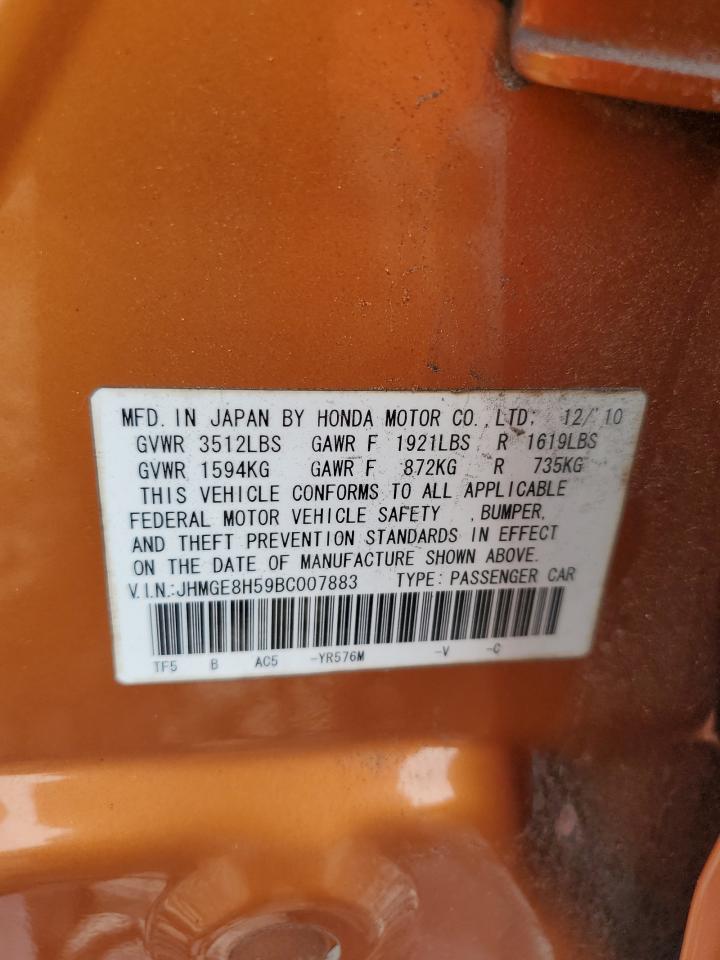 MFD. IN JAPAN BY HONDA MOTOR CO.,LTD; 12/'10
GVWR 3512LBS GAWR F 1921LBS R 1619LBS
GVWR 1594KG GAWR F 872KG R 735KG
THIS VEHICLE CONFORMS TO ALL APPLICABLE
FEDERAL MOTOR VEHICLE SAFETY , BUMPER,
AND THEFT PREVENTION STANDARDS IN EFFECT
ON THE DATE OF MANUFACTURE SHOWN ABOVE.
V.I.N.:JHMGE8H59BC007883 TYPE: PASSENGER CAR
TF5 B AC5 -YR576M -V -C